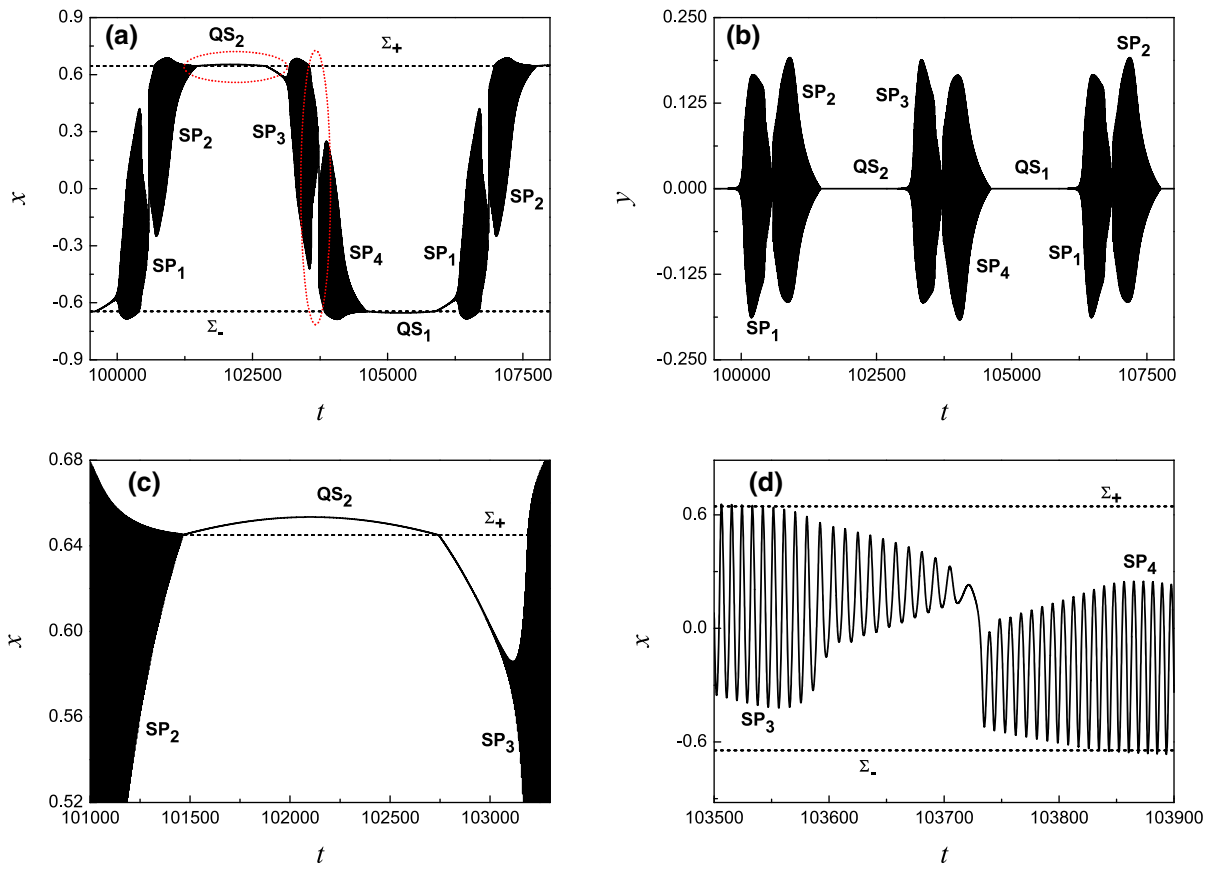 (a)
QS2
Σ+
SP2
SP3
SP1
SP4
SP1
SP2
Σ-
QS1
0.9
0.6
0.3
0.0
-0.3
-0.6
-0.9
x
100000 102500 105000 107500
t
(b)
SP2
SP2
SP3
QS2
QS1
SP4
SP1
SP1
0.250
0.125
0.000
-0.125
-0.250
y
100000 102500 105000 107500
t
(c)
QS2
Σ+
SP2
SP3
0.68
0.64
0.60
0.56
0.52
x
101000 101500 102000 102500 103000
t
(d)
Σ+
SP4
SP3
Σ-
0.6
0.0
-0.6
x
103500 103600 103700 103800 103900
t